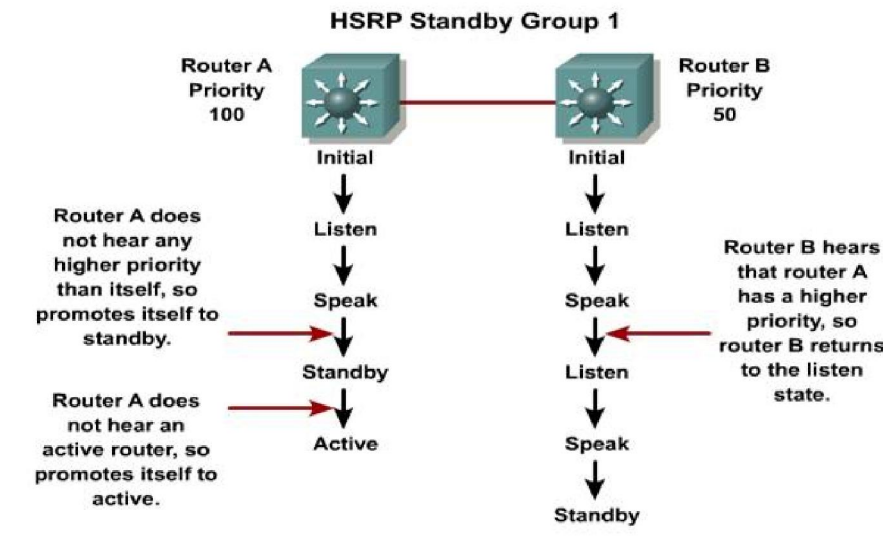 HSRP Standby Group 1
Router A
Priority
100
Router B
Priority
50
Initial
Listen
Speak
Standby
Active
Router A does
not hear any
higher priority
than itself, so
promotes itself to
standby.
Router A does
not hear an
active router, so
promotes itself to
active.
Initial
Listen
Speak
Listen
Speak
Standby
Router B hears
that router A
has a higher
priority, so
router B returns
to the listen
state.